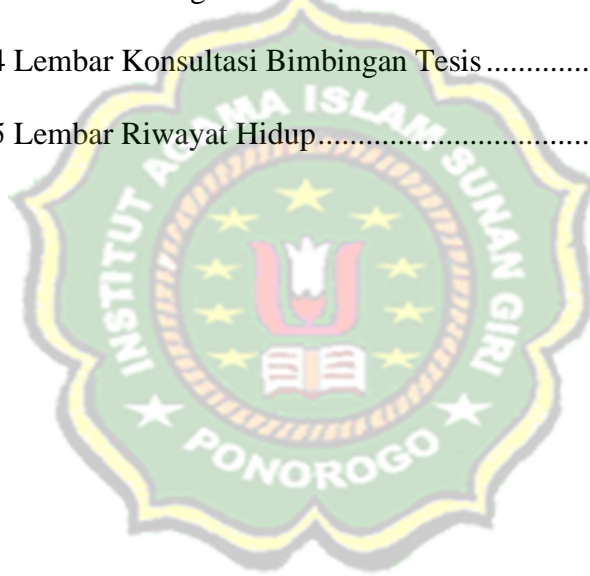 4 Lembar Konsultasi Bimbingan Tesis.............
5 Lembar Riwayat Hidup.................................
INSTITUT AGAMA ISLAM SUNAN GIRI
PONOROGO